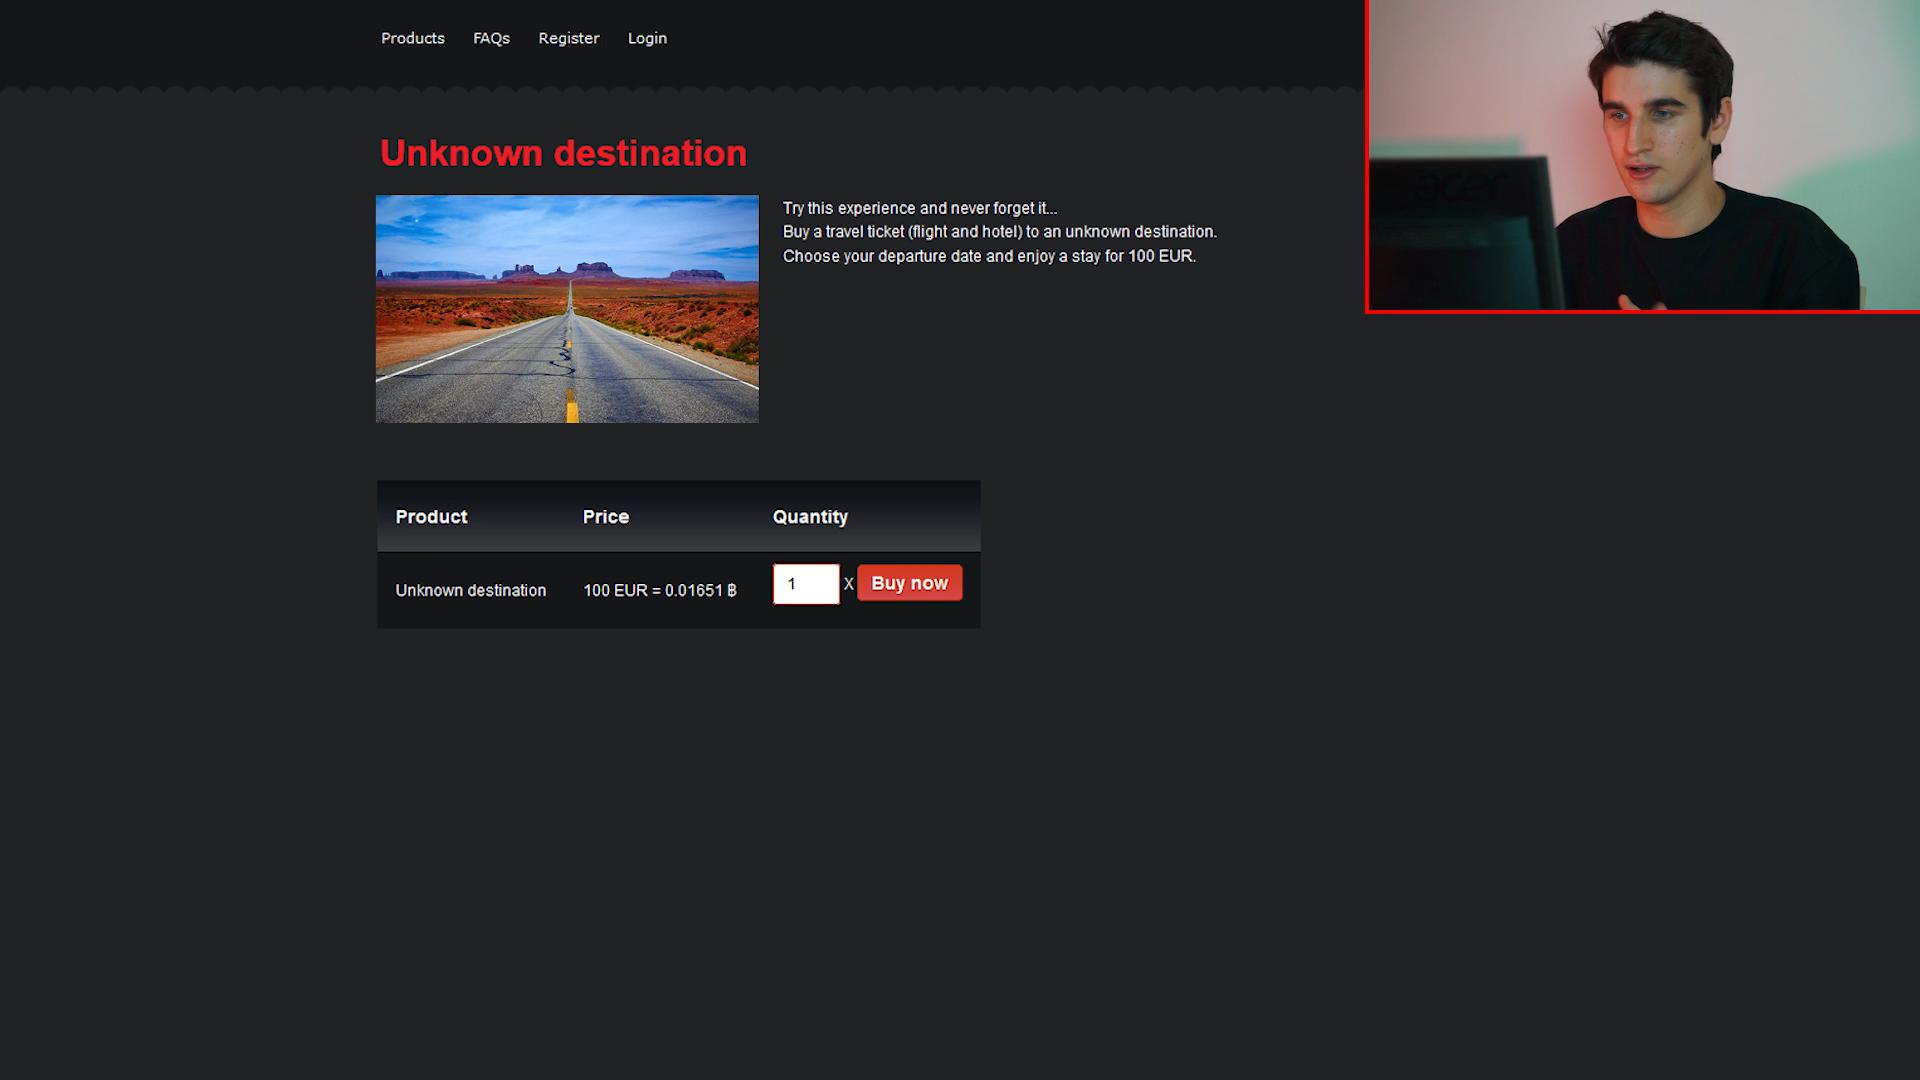 Products FAQs Register Login
Unknown destination
Try this experience and never forget it...
Buy a travel ticket (flight and hotel) to an unknown destination.
Choose your departure date and enjoy a stay for 100 EUR.
Product Price Quantity
Unknown destination 100 EUR = 0.01651 ฿ 1 X Buy now
acer